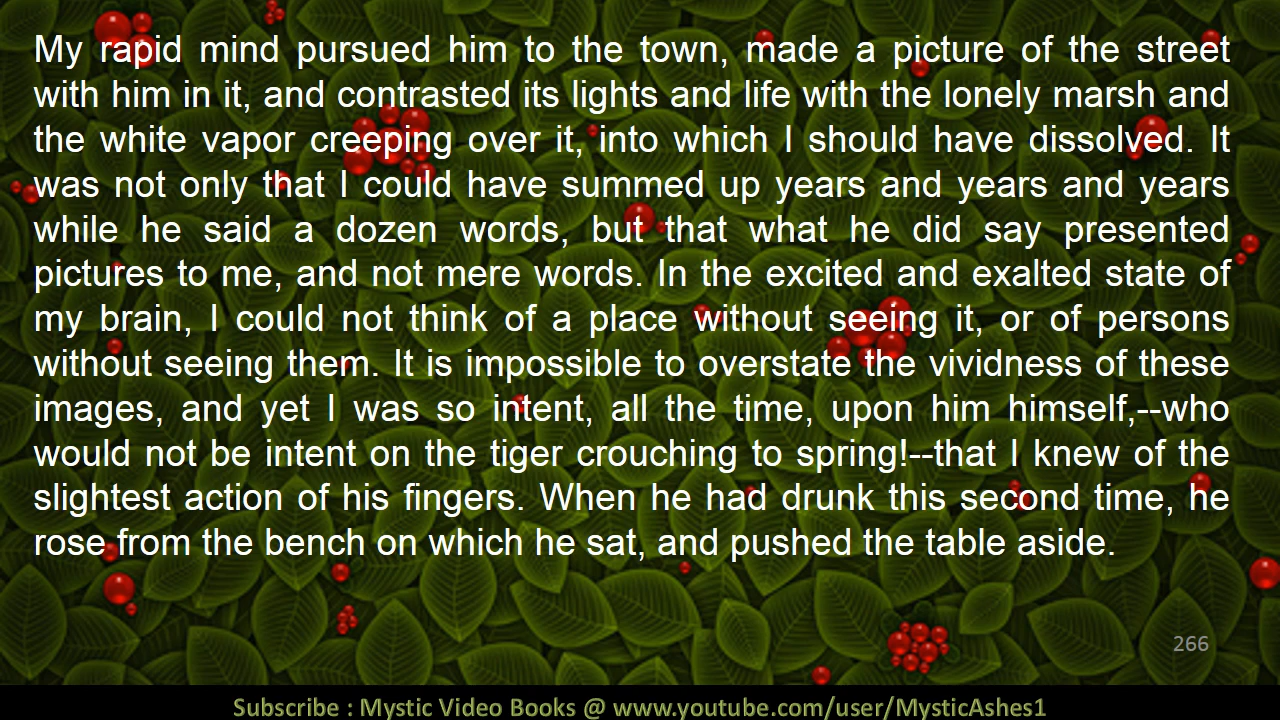 My rapid mind pursued him to the town, made a picture of the street
with him in it, and contrasted its lights and life with the lonely marsh and
the white vapor creeping over it, into which I should have dissolved. It
was not only that I could have summed up years and years and years
while he said a dozen words, but that what he did say presented
pictures to me, and not mere words. In the excited and exalted state of
my brain, I could not think of a place without seeing it, or of persons
without seeing them. It is impossible to overstate the vividness of these
images, and yet I was so intent, all the time, upon him himself,--who
would not be intent on the tiger crouching to spring!--that I knew of the
slightest action of his fingers. When he had drunk this second time, he
rose from the bench on which he sat, and pushed the table aside.
266
Subscribe : Mystic Video Books @ www.youtube.com/user/MysticAshes1